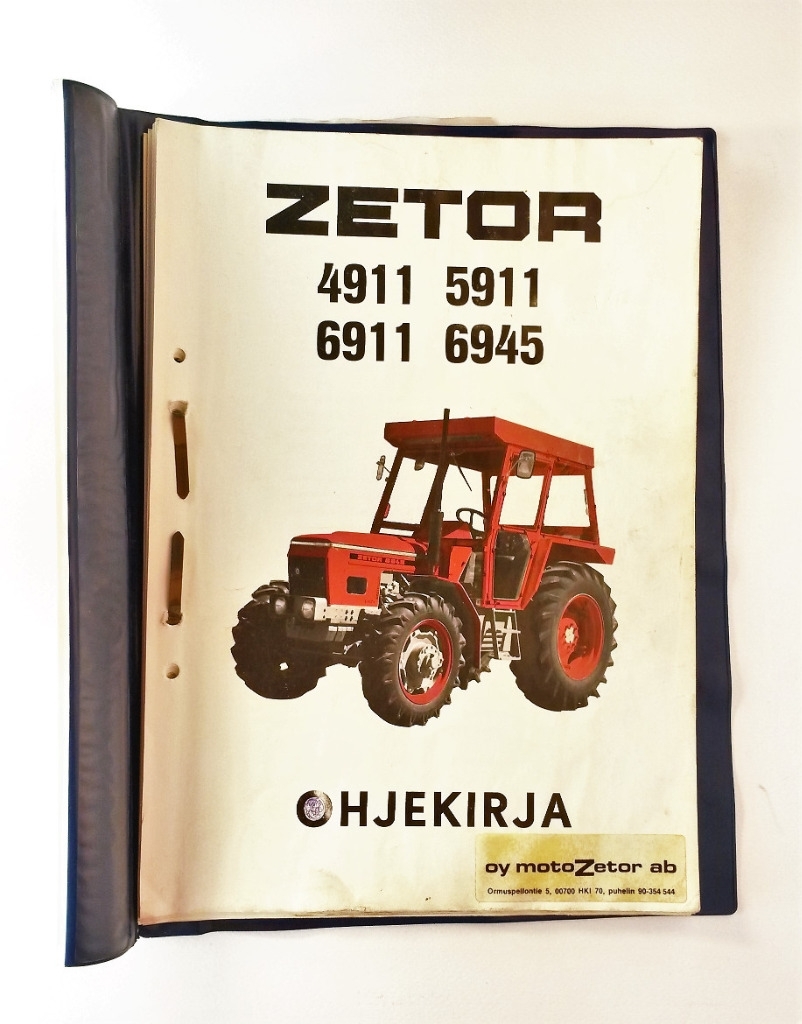 ZETOR
4911 5911
6911 6945
OHJEKIRJA
oy motoZetor ab
Ormuspellontie 5, 00700 HKI 70, puhelin 90-354 544